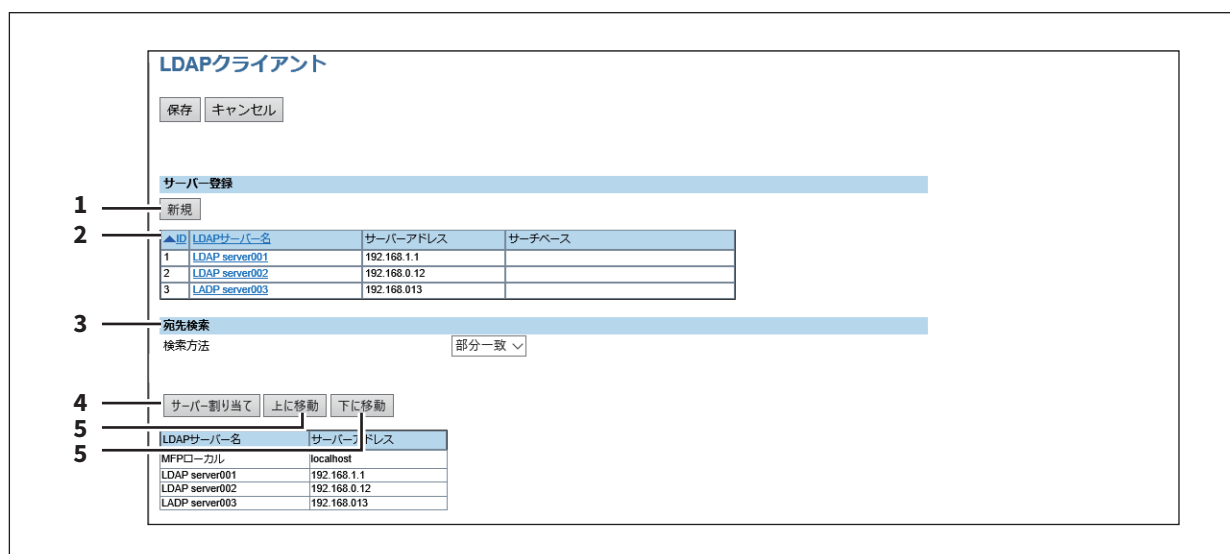 LDAPクライアント
保存 キャンセル
サーバー登録
1
新規
2
▲ID LDAPサーバー名 サーバーアドレス サーチベース
1 LDAP server001 192.168.1.1
2 LDAP server002 192.168.0.12
3 LADP server003 192.168.013
3
宛先検索
検索方法 部分一致
4
サーバー割り当て 上に移動 下に移動
5
5
LDAPサーバー名 サーバーアドレス
MFPローカル localhost
LDAP server001 192.168.1.1
LDAP server002 192.168.0.12
LADP server003 192.168.013